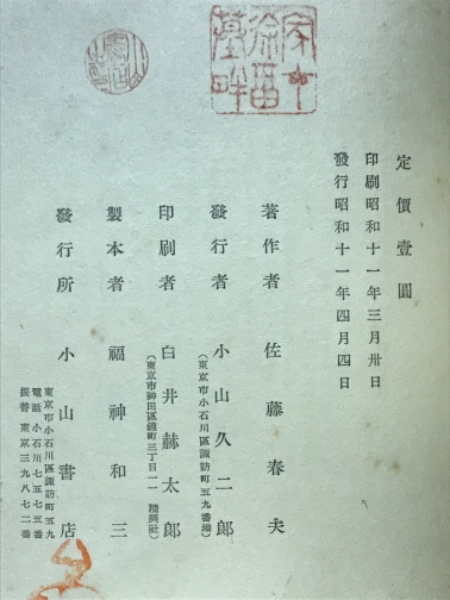 定價壹圓
印刷昭和十一年三月卅日
發行昭和十一年四月四日
著作者 佐藤春夫
發行者 小山久二郎
(東京市小石川區諏訪町五九番地)
印刷者 白井赫太郎
(東京市神田區錦町三丁目一一 精興社)
製本者 福神和三
發行所 小山書店
東京市小石川區諏訪町五九
電話 小石川七五七五番
振替 東京三九八七二番